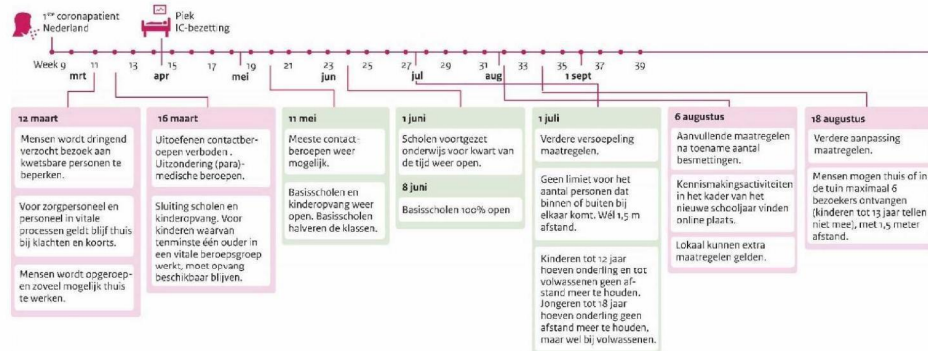 1ste coronapatient
Nederland
Piek
IC-bezetting
Week 9 11 13 15 17 19 21 23 25 27 29 31 33 35 37 39
mrt apr mei jun jul aug 1 sept
12 maart
Mensen wordt dringend
verzocht bezoek aan
kwetsbare personen te
beperken.
Voor zorgpersoneel en
personeel in vitale
processen geldt blijf thuis
bij klachten en koorts.
Mensen wordt opgeroep-
en zoveel mogelijk thuis
te werken.
16 maart
Uitoefenen contactber-
oepen verboden .
Uitzondering (para)-
medische beroepen.
Sluiting scholen en
kinderopvang. Voor
kinderen waarvan
tenminste één ouder in
een vitale beroepsgroep
werkt, moet opvang
beschikbaar blijven.
11 mei
Meeste contact-
beroepen weer
mogelijk.
Basisscholen en
kinderopvang weer
open. Basisscholen
halveren de klassen.
1 juni
Scholen voortgezet
onderwijs voor kwart van
de tijd weer open.
8 juni
Basisscholen 100% open
1 juli
Verdere versoepeling
maatregelen.
Geen limiet voor het
aantal personen dat
binnen of buiten bij
elkaar komt. Wél 1,5 m
afstand.
Kinderen tot 12 jaar
hoeven onderling en tot
volwassenen geen af-
stand meer te houden.
Jongeren tot 18 jaar
hoeven onderling geen
afstand meer te houden,
maar wel bij volwassenen.
6 augustus
Aanvullende maatregelen
na toename aantal
besmettingen.
Kennismakingsactiviteiten
in het kader van het
nieuwe schooljaar vinden
online plaats.
Lokaal kunnen extra
maatregelen gelden.
18 augustus
Verdere aanpassing
maatregelen.
Mensen mogen thuis of in
de tuin maximaal 6
bezoekers ontvangen
(kinderen tot 13 jaar tellen
niet mee), met 1,5 meter
afstand.